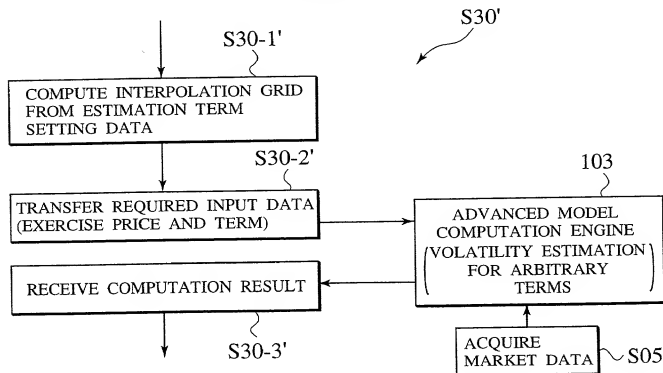 S30'
S30-1'
COMPUTE INTERPOLATION GRID
FROM ESTIMATION TERM
SETTING DATA
S30-2'
TRANSFER REQUIRED INPUT DATA
(EXERCISE PRICE AND TERM)
103
ADVANCED MODEL
COMPUTATION ENGINE
(VOLATILITY ESTIMATION
FOR ARBITRARY
TERMS)
RECEIVE COMPUTATION RESULT
S30-3'
ACQUIRE
MARKET DATA
S05